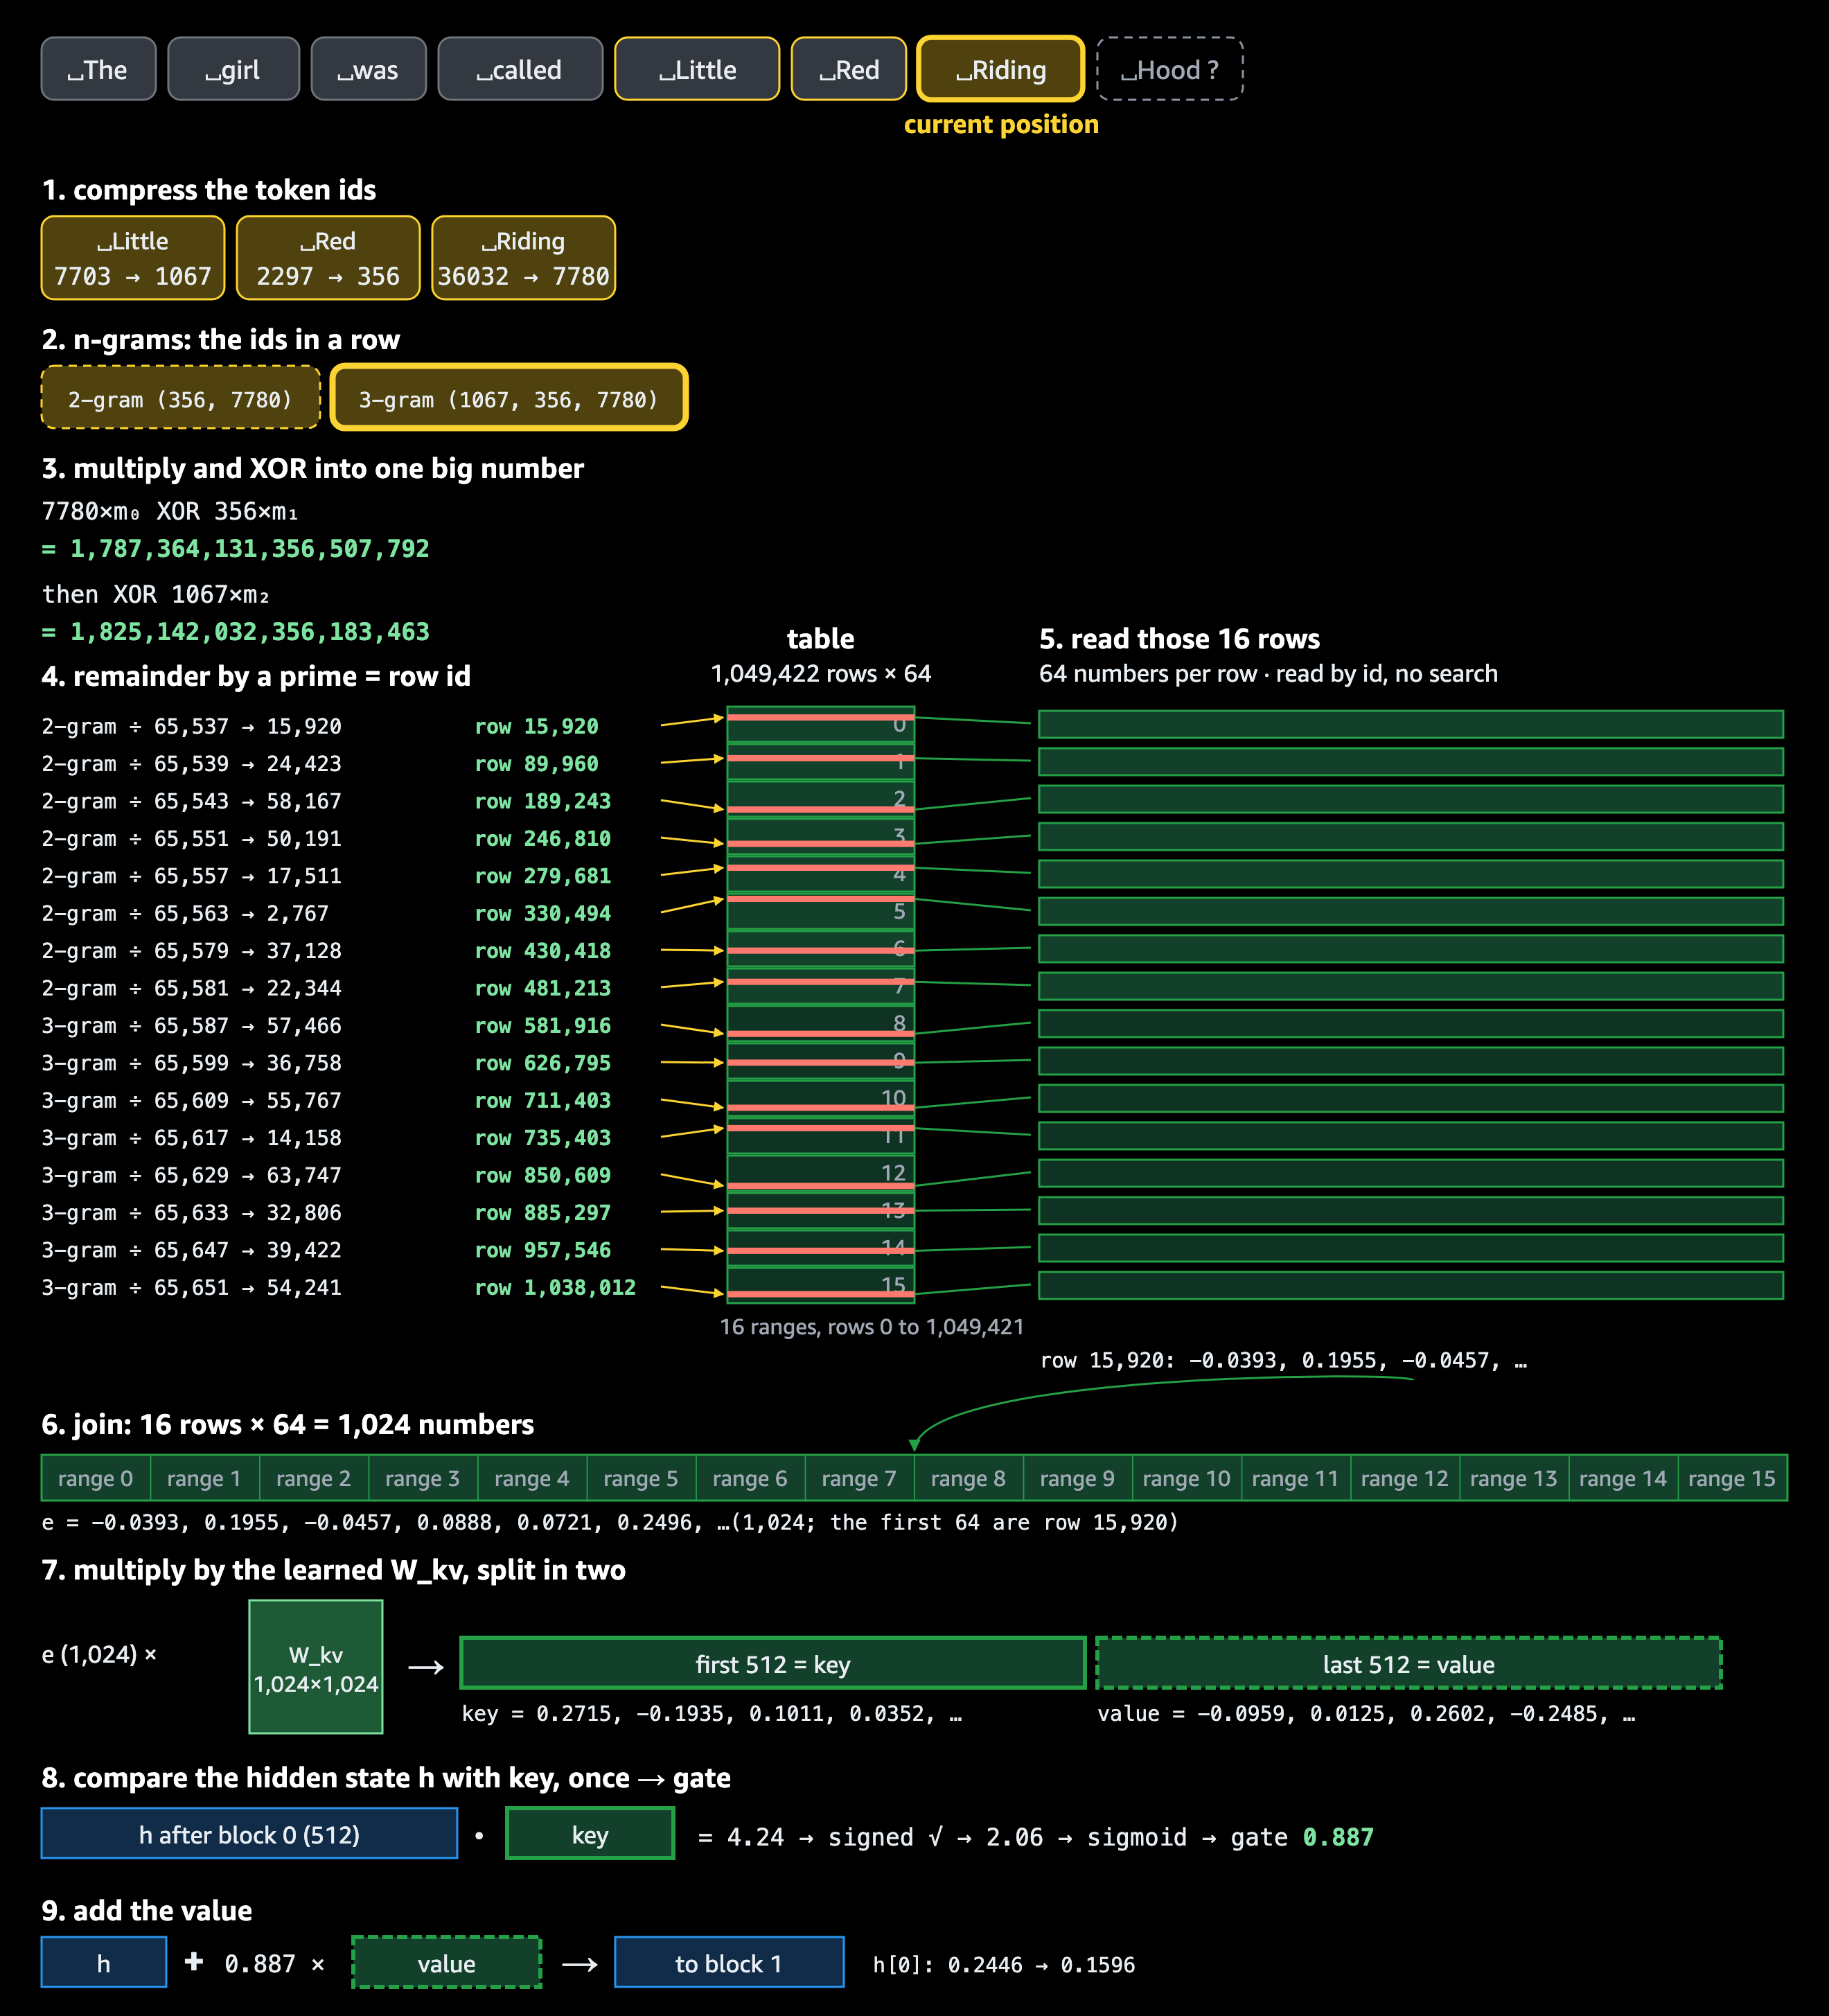 ␣The ␣girl ␣was ␣called ␣Little ␣Red ␣Riding ␣Hood ?
current position
1. compress the token ids
␣Little ␣Red ␣Riding
7703 → 1067 2297 → 356 36032 → 7780
2. n-grams: the ids in a row
2-gram (356, 7780) 3-gram (1067, 356, 7780)
3. multiply and XOR into one big number
7780×m₀ XOR 356×m₁
= 1,787,364,131,356,507,792
then XOR 1067×m₂
= 1,825,142,032,356,183,463
4. remainder by a prime = row id
table
1,049,422 rows × 64
5. read those 16 rows
64 numbers per row · read by id, no search
2-gram ÷ 65,537 → 15,920 row 15,920 0
2-gram ÷ 65,539 → 24,423 row 89,960 1
2-gram ÷ 65,543 → 58,167 row 189,243 2
2-gram ÷ 65,551 → 50,191 row 246,810 3
2-gram ÷ 65,557 → 17,511 row 279,681 4
2-gram ÷ 65,563 → 2,767 row 330,494 5
2-gram ÷ 65,579 → 37,128 row 430,418 6
2-gram ÷ 65,581 → 22,344 row 481,213 7
3-gram ÷ 65,587 → 57,466 row 581,916 8
3-gram ÷ 65,599 → 36,758 row 626,795 9
3-gram ÷ 65,609 → 55,767 row 711,403 10
3-gram ÷ 65,617 → 14,158 row 735,403 11
3-gram ÷ 65,629 → 63,747 row 850,609 12
3-gram ÷ 65,633 → 32,806 row 885,297 13
3-gram ÷ 65,647 → 39,422 row 957,546 14
3-gram ÷ 65,651 → 54,241 row 1,038,012 15
16 ranges, rows 0 to 1,049,421
row 15,920: −0.0393, 0.1955, −0.0457, …
6. join: 16 rows × 64 = 1,024 numbers
range 0 range 1 range 2 range 3 range 4 range 5 range 6 range 7 range 8 range 9 range 10 range 11 range 12 range 13 range 14 range 15
e = −0.0393, 0.1955, −0.0457, 0.0888, 0.0721, 0.2496, …(1,024; the first 64 are row 15,920)
7. multiply by the learned W_kv, split in two
e (1,024) ×
W_kv
1,024×1,024
→ first 512 = key last 512 = value
key = 0.2715, −0.1935, 0.1011, 0.0352, … value = −0.0959, 0.0125, 0.2602, −0.2485, …
8. compare the hidden state h with key, once → gate
h after block 0 (512) · key = 4.24 → signed √ → 2.06 → sigmoid → gate 0.887
9. add the value
h + 0.887 × value → to block 1 h[0]: 0.2446 → 0.1596